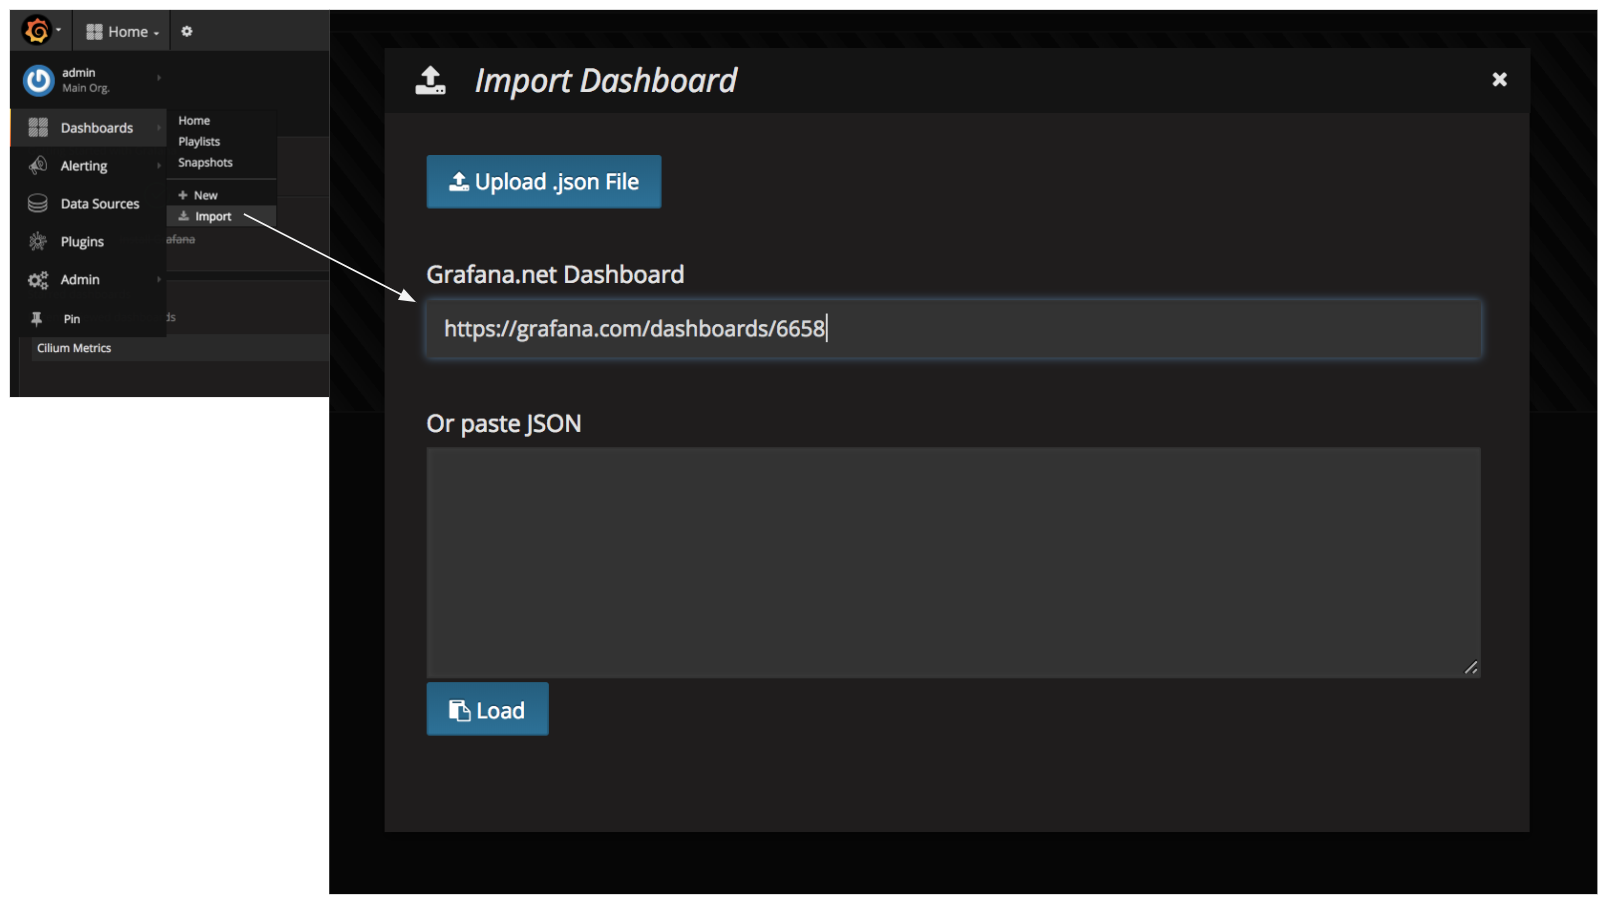 Home
admin
Main Org.
Dashboards
Alerting
Data Sources
Plugins
Admin
Pin
Home
Playlists
Snapshots
New
Import
afana
ds
Cilium Metrics
Import Dashboard
Upload .json File
Grafana.net Dashboard
https://grafana.com/dashboards/6658
Or paste JSON
Load